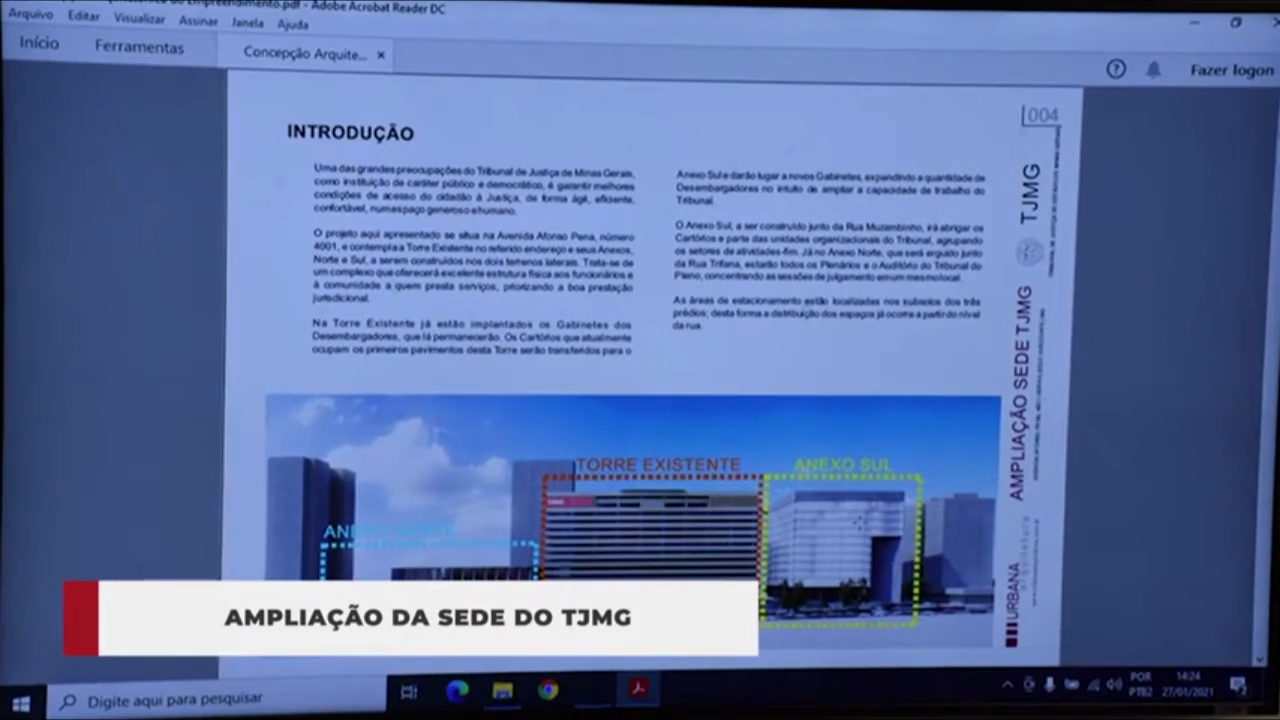 Empreendimento.pdf - Adobe Acrobat Reader DC
Arquivo Editar Visualizar Assinar Janela Ajuda
Início Ferramentas Concepção Arquite... ×
? Fazer logon
004
INTRODUÇÃO
Uma das grandes preocupações do Tribunal de Justiça de Minas Gerais,
como instituição de caráter público e democrático, é garantir melhores
condições de acesso do cidadão à Justiça, de forma ágil, eficiente,
confortável, num espaço generoso e humano.
O projeto aqui apresentado se situa na Avenida Afonso Pena, número
4001, e contempla a Torre Existente no referido endereço e seus Anexos,
Norte e Sul, a serem construídos nos dois terrenos laterais. Trata-se de
um complexo que oferecerá excelente estrutura física aos funcionários e
à comunidade a quem presta serviços, priorizando a boa prestação
jurisdicional.
Na Torre Existente já estão implantados os Gabinetes dos
Desembargadores, que lá permanecerão. Os Cartórios que atualmente
ocupam os primeiros pavimentos desta Torre serão transferidos para o
Anexo Sul e darão lugar a novos Gabinetes, expandindo a quantidade de
Desembargadores no intuito de ampliar a capacidade de trabalho do
Tribunal.
O Anexo Sul, a ser construído junto da Rua Muzambinho, irá abrigar os
Cartórios e parte das unidades organizacionais do Tribunal, agrupando
os setores de atividades-fim. Já no Anexo Norte, que será erguido junto
da Rua Trifana, estarão todos os Plenários e o Auditório do Tribunal do
Pleno, concentrando as sessões de julgamento em um mesmo local.
As áreas de estacionamento estão localizadas nos subsolos dos três
prédios; desta forma a distribuição dos espaços já ocorre a partir do nível
da rua.
TJMG
AMPLIAÇÃO SEDE TJMG
URBANA
arquitetura
TORRE EXISTENTE
ANEXO SUL
AMPLIAÇÃO DA SEDE DO TJMG
Digite aqui para pesquisar
POR
PTB2
14:24
27/01/2021